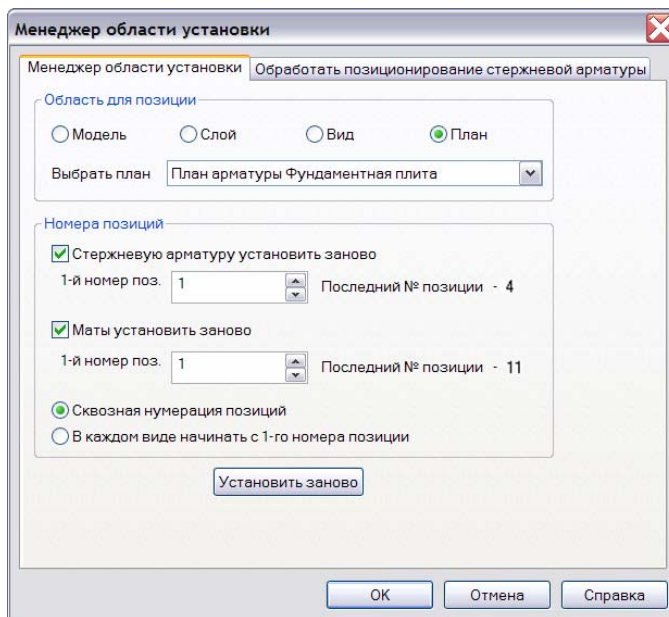 Менеджер области установки
Менеджер области установки Обработать позиционирование стержневой арматуры
Область для позиции
Модель Слой Вид План
Выбрать план План арматуры Фундаментная плита
Номера позиций
Стержневую арматуру установить заново
1-й номер поз. 1 Последний № позиции - 4
Маты установить заново
1-й номер поз. 1 Последний № позиции - 11
Сквозная нумерация позиций
В каждом виде начинать с 1-го номера позиции
Установить заново
OK Отмена Справка